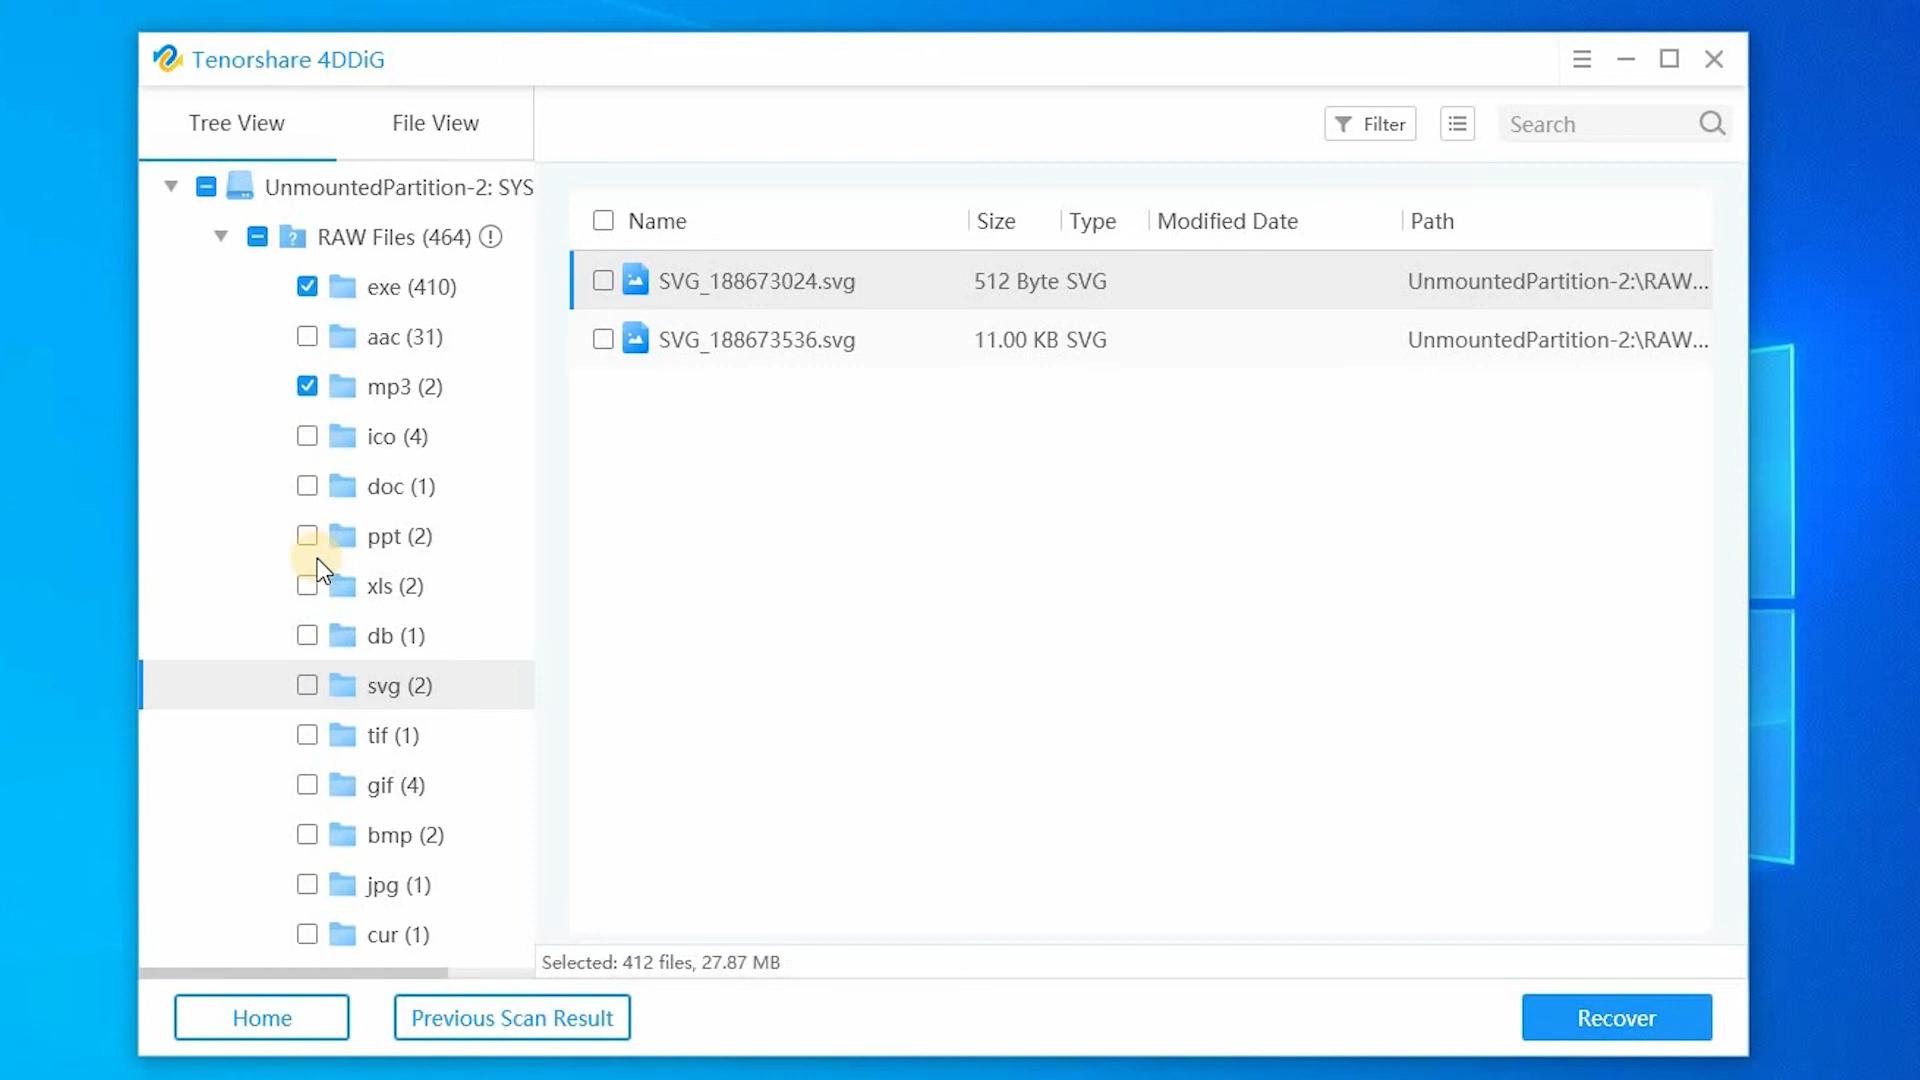 Tenorshare 4DDiG
Tree View
File View
Filter
Search
UnmountedPartition-2: SYS
RAW Files (464)
exe (410)
aac (31)
mp3 (2)
ico (4)
doc (1)
ppt (2)
xls (2)
db (1)
svg (2)
tif (1)
gif (4)
bmp (2)
jpg (1)
cur (1)
Name Size Type Modified Date Path
SVG_188673024.svg 512 Byte SVG UnmountedPartition-2:\RAW...
SVG_188673536.svg 11.00 KB SVG UnmountedPartition-2:\RAW...
Selected: 412 files, 27.87 MB
Home
Previous Scan Result
Recover